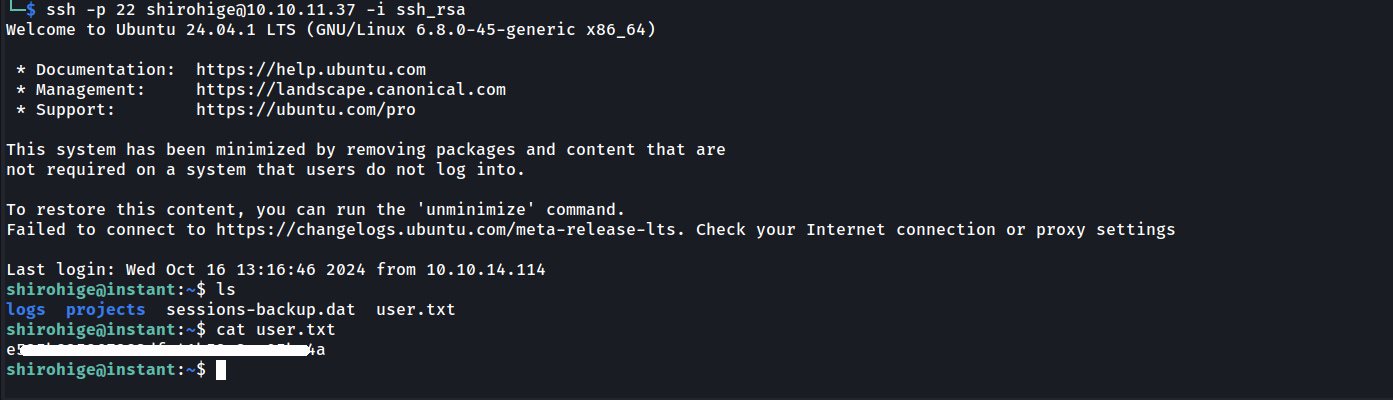 └─$ ssh -p 22 shirohige@10.10.11.37 -i ssh_rsa
Welcome to Ubuntu 24.04.1 LTS (GNU/Linux 6.8.0-45-generic x86_64)
* Documentation: https://help.ubuntu.com
* Management: https://landscape.canonical.com
* Support: https://ubuntu.com/pro
This system has been minimized by removing packages and content that are
not required on a system that users do not log into.
To restore this content, you can run the 'unminimize' command.
Failed to connect to https://changelogs.ubuntu.com/meta-release-lts. Check your Internet connection or proxy settings
Last login: Wed Oct 16 13:16:46 2024 from 10.10.14.114
shirohige@instant:~$ ls
logs projects sessions-backup.dat user.txt
shirohige@instant:~$ cat user.txt
shirohige@instant:~$